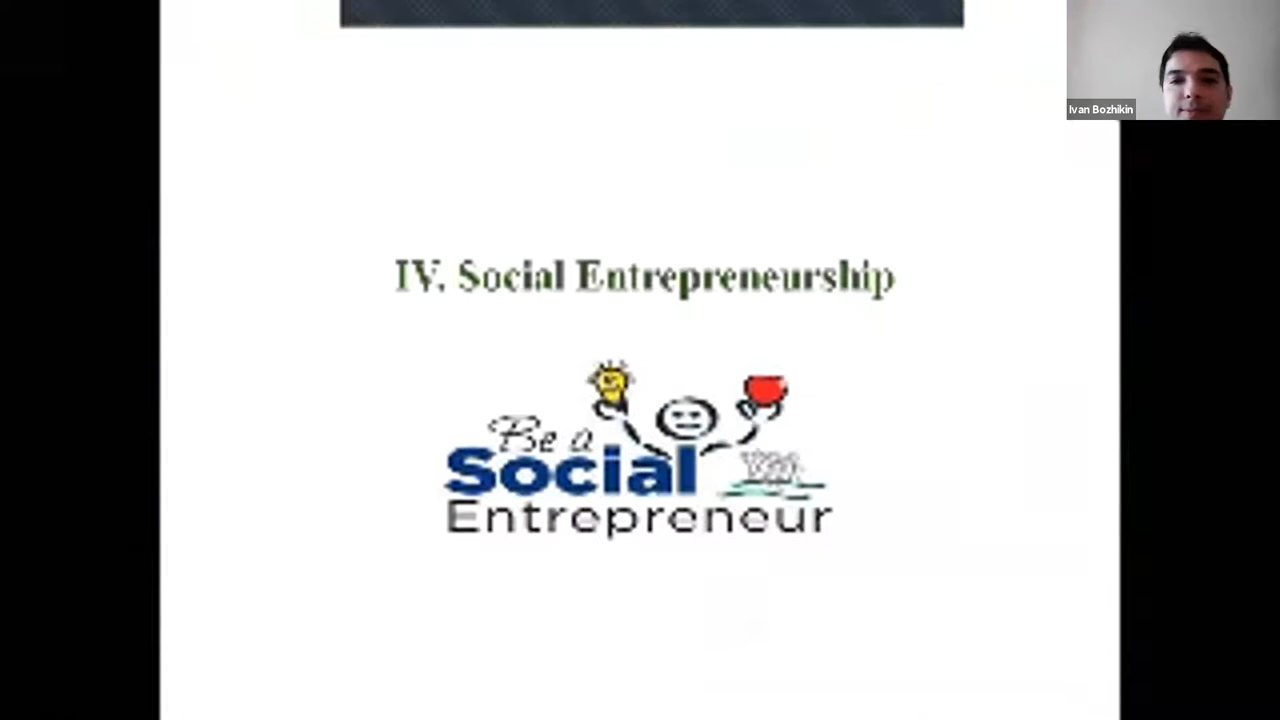 Ivan Bozhikin
IV. Social Entrepreneurship
Be a
Social
Entrepreneur